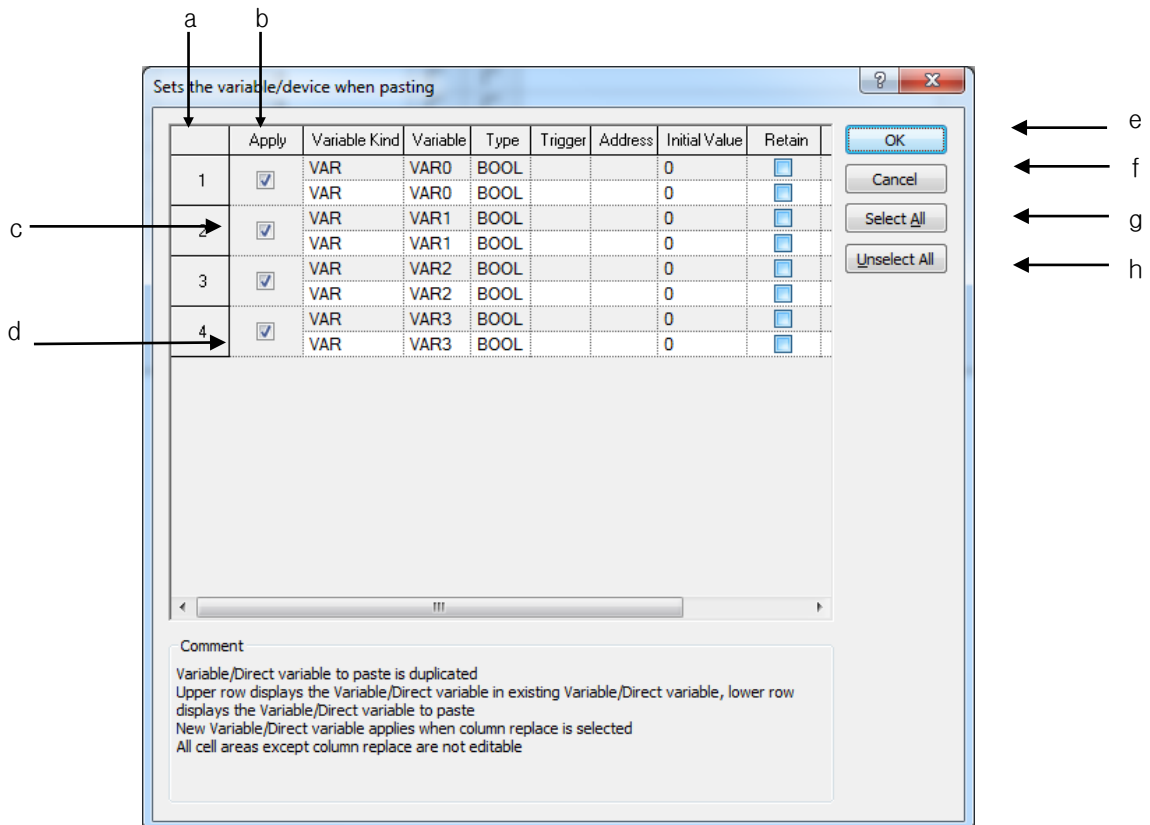 a b
Sets the variable/device when pasting
Apply Variable Kind Variable Type Trigger Address Initial Value Retain
1 VAR VAR0 BOOL 0
VAR VAR0 BOOL 0
2 VAR VAR1 BOOL 0
VAR VAR1 BOOL 0
3 VAR VAR2 BOOL 0
VAR VAR2 BOOL 0
4 VAR VAR3 BOOL 0
VAR VAR3 BOOL 0
c
d
OK e
Cancel f
Select All g
Unselect All h
Comment
Variable/Direct variable to paste is duplicated
Upper row displays the Variable/Direct variable in existing Variable/Direct variable, lower row
displays the Variable/Direct variable to paste
New Variable/Direct variable applies when column replace is selected
All cell areas except column replace are not editable